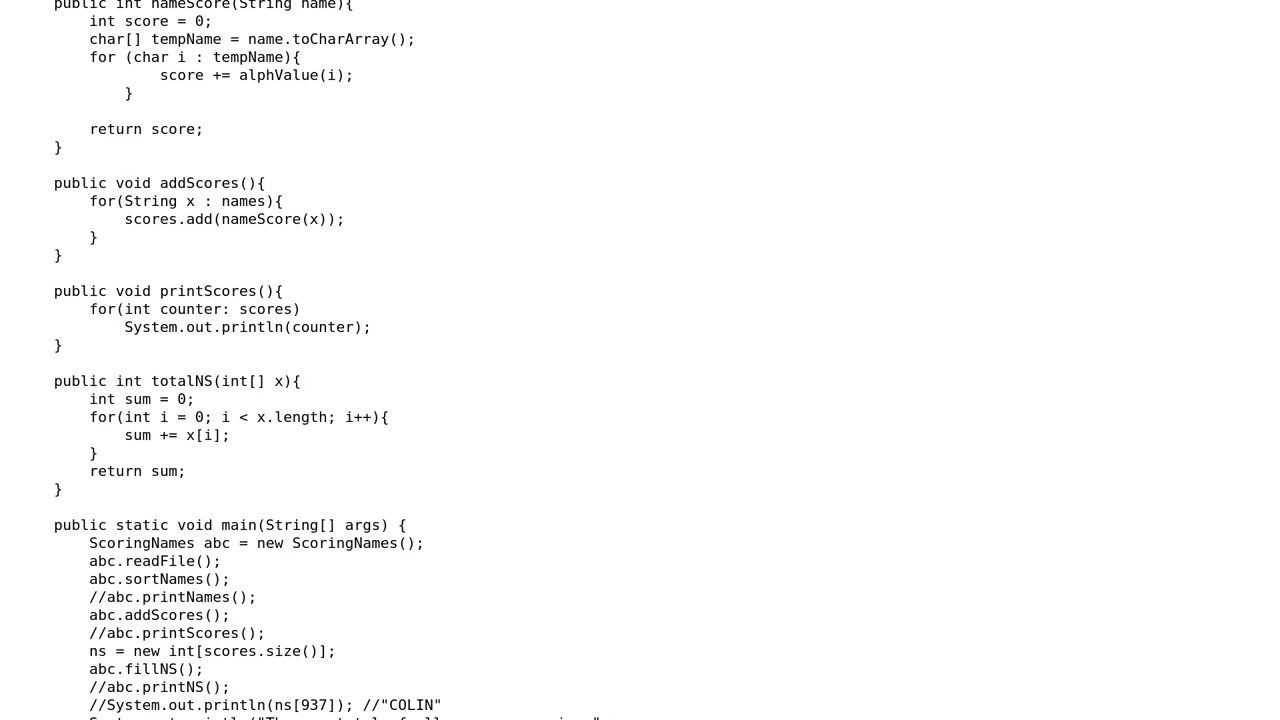 public int nameScore(String name){
int score = 0;
char[] tempName = name.toCharArray();
for (char i : tempName){
score += alphValue(i);
}
return score;
}
public void addScores(){
for(String x : names){
scores.add(nameScore(x));
}
}
public void printScores(){
for(int counter: scores)
System.out.println(counter);
}
public int totalNS(int[] x){
int sum = 0;
for(int i = 0; i < x.length; i++){
sum += x[i];
}
return sum;
}
public static void main(String[] args) {
ScoringNames abc = new ScoringNames();
abc.readFile();
abc.sortNames();
//abc.printNames();
abc.addScores();
//abc.printScores();
ns = new int[scores.size()];
abc.fillNS();
//abc.printNS();
//System.out.println(ns[937]); //"COLIN"